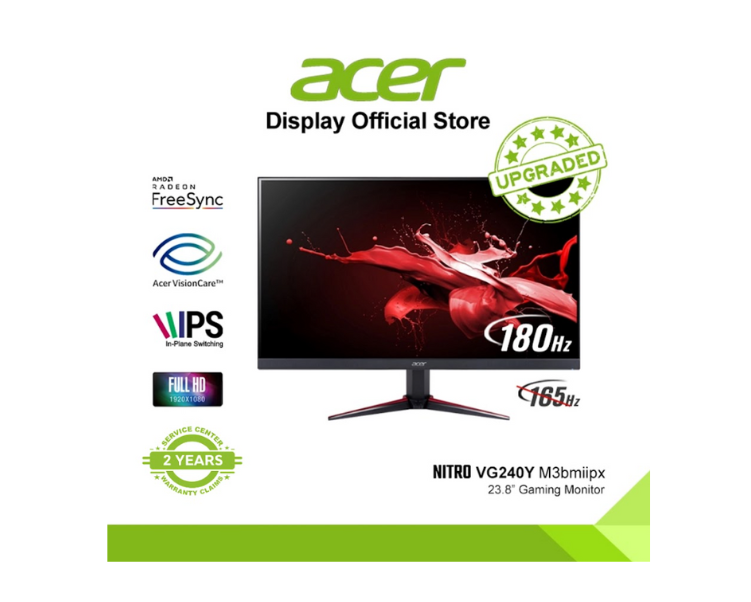 acer
Display Official Store
UPGRADED
AMD
RADEON
FreeSync
Acer VisionCare™
IPS
In-Plane Switching
FULL HD
1920X1080
SERVICE CENTER
2 YEARS
WARRANTY CLAIMS
acer
180Hz
165Hz
NITRO VG240Y M3bmiipx
23.8" Gaming Monitor